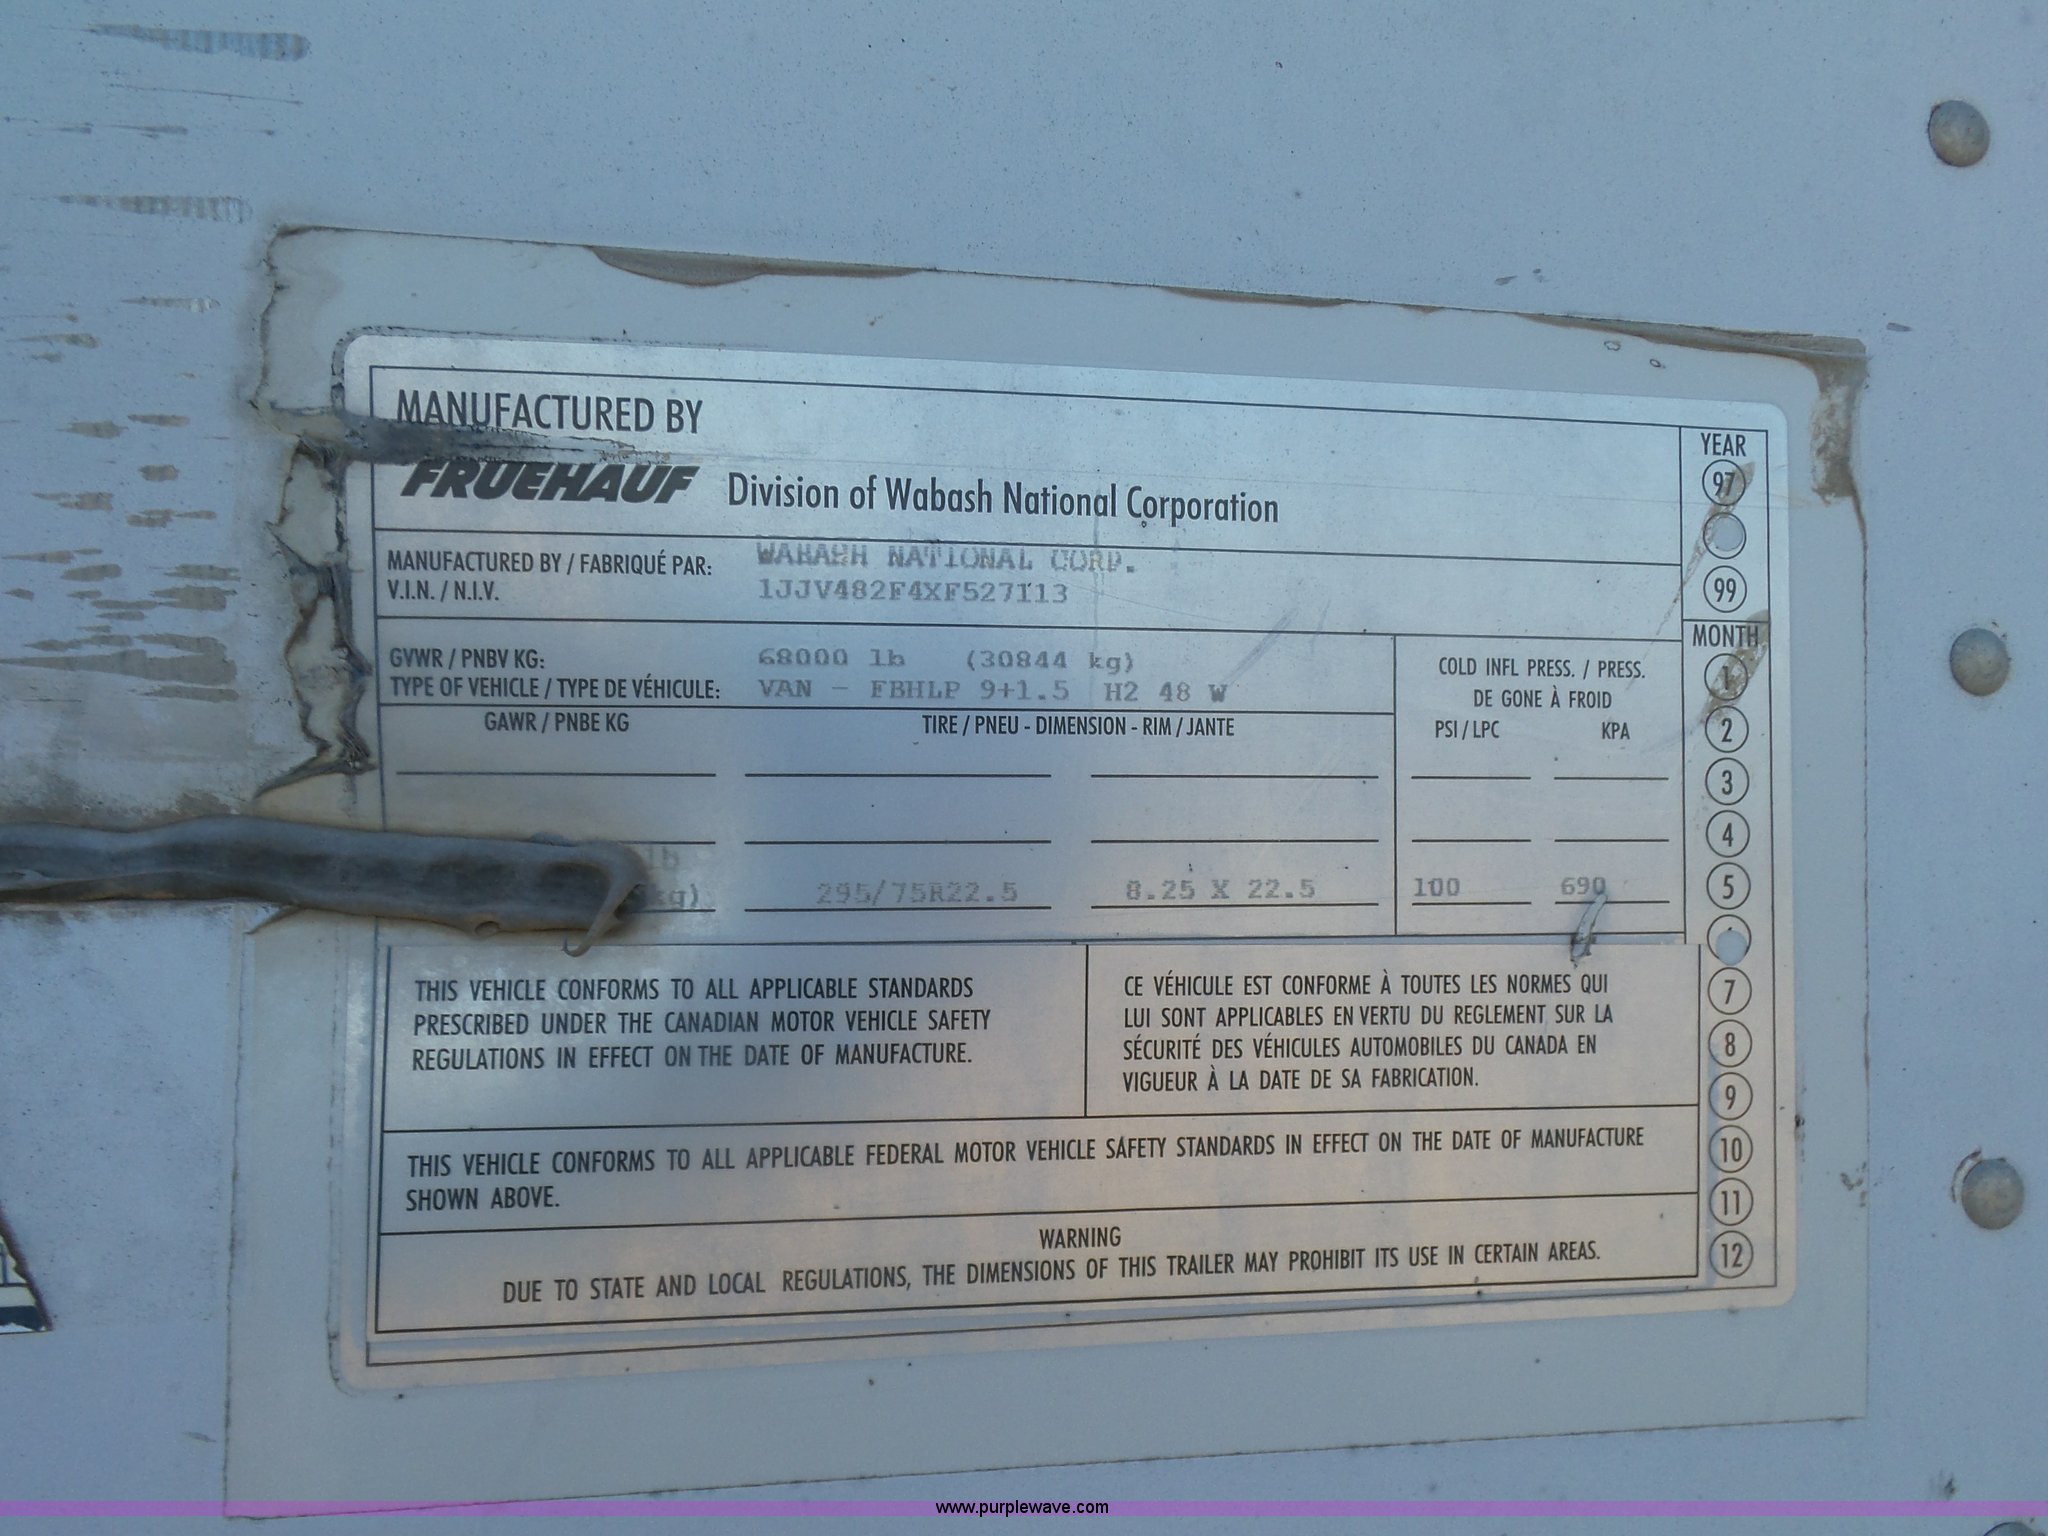 MANUFACTURED BY
FRUEHAUF Division of Wabash National Corporation
MANUFACTURED BY / FABRIQUÉ PAR: WABASH NATIONAL CORP.
V.I.N. / N.I.V. 1JJV482F4XF527113
GVWR / PNBV KG: 68000 lb (30844 kg)
TYPE OF VEHICLE / TYPE DE VÉHICULE: VAN - FBHLP 9+1.5 H2 48 W
COLD INFL PRESS. / PRESS.
DE GONE À FROID
PSI / LPC KPA
GAWR / PNBE KG TIRE / PNEU - DIMENSION - RIM / JANTE
lb
kg) 295/75R22.5 8.25 X 22.5 100 690
YEAR
97
99
MONTH
1
2
3
4
5
7
8
9
10
11
12
THIS VEHICLE CONFORMS TO ALL APPLICABLE STANDARDS
PRESCRIBED UNDER THE CANADIAN MOTOR VEHICLE SAFETY
REGULATIONS IN EFFECT ON THE DATE OF MANUFACTURE.
CE VÉHICULE EST CONFORME À TOUTES LES NORMES QUI
LUI SONT APPLICABLES EN VERTU DU REGLEMENT SUR LA
SÉCURITÉ DES VÉHICULES AUTOMOBILES DU CANADA EN
VIGUEUR À LA DATE DE SA FABRICATION.
THIS VEHICLE CONFORMS TO ALL APPLICABLE FEDERAL MOTOR VEHICLE SAFETY STANDARDS IN EFFECT ON THE DATE OF MANUFACTURE
SHOWN ABOVE.
WARNING
DUE TO STATE AND LOCAL REGULATIONS, THE DIMENSIONS OF THIS TRAILER MAY PROHIBIT ITS USE IN CERTAIN AREAS.
www.purplewave.com